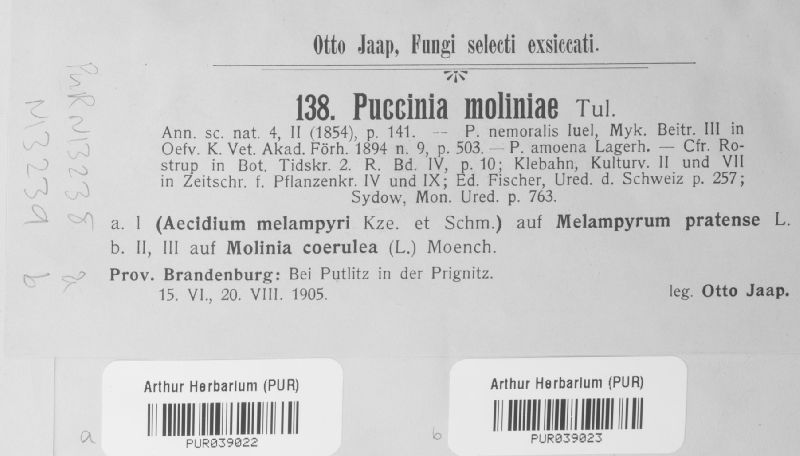 Otto Jaap, Fungi selecti exsiccati.
138. Puccinia moliniae Tul.
Ann. sc. nat. 4, II (1854), p. 141. — P. nemoralis Iuel, Myk. Beitr. III in
Oefv. K. Vet. Akad. Förh. 1894 n. 9, p. 503. — P. amoena Lagerh. — Cfr. Ro-
strup in Bot. Tidskr. 2. R. Bd. IV, p. 10; Klebahn, Kulturv. II und VII
in Zeitschr. f. Pflanzenkr. IV und IX; Ed. Fischer, Ured. d. Schweiz p. 257;
Sydow, Mon. Ured. p. 763.
a. I (Aecidium melampyri Kze. et Schm.) auf Melampyrum pratense L.
b. II, III auf Molinia coerulea (L.) Moench.
Prov. Brandenburg: Bei Putlitz in der Prignitz.
15. VI., 20. VIII. 1905. leg. Otto Jaap.
PurRN13238 a
N13239 b
a
Arthur Herbarium (PUR)
PUR039022
b
Arthur Herbarium (PUR)
PUR039023